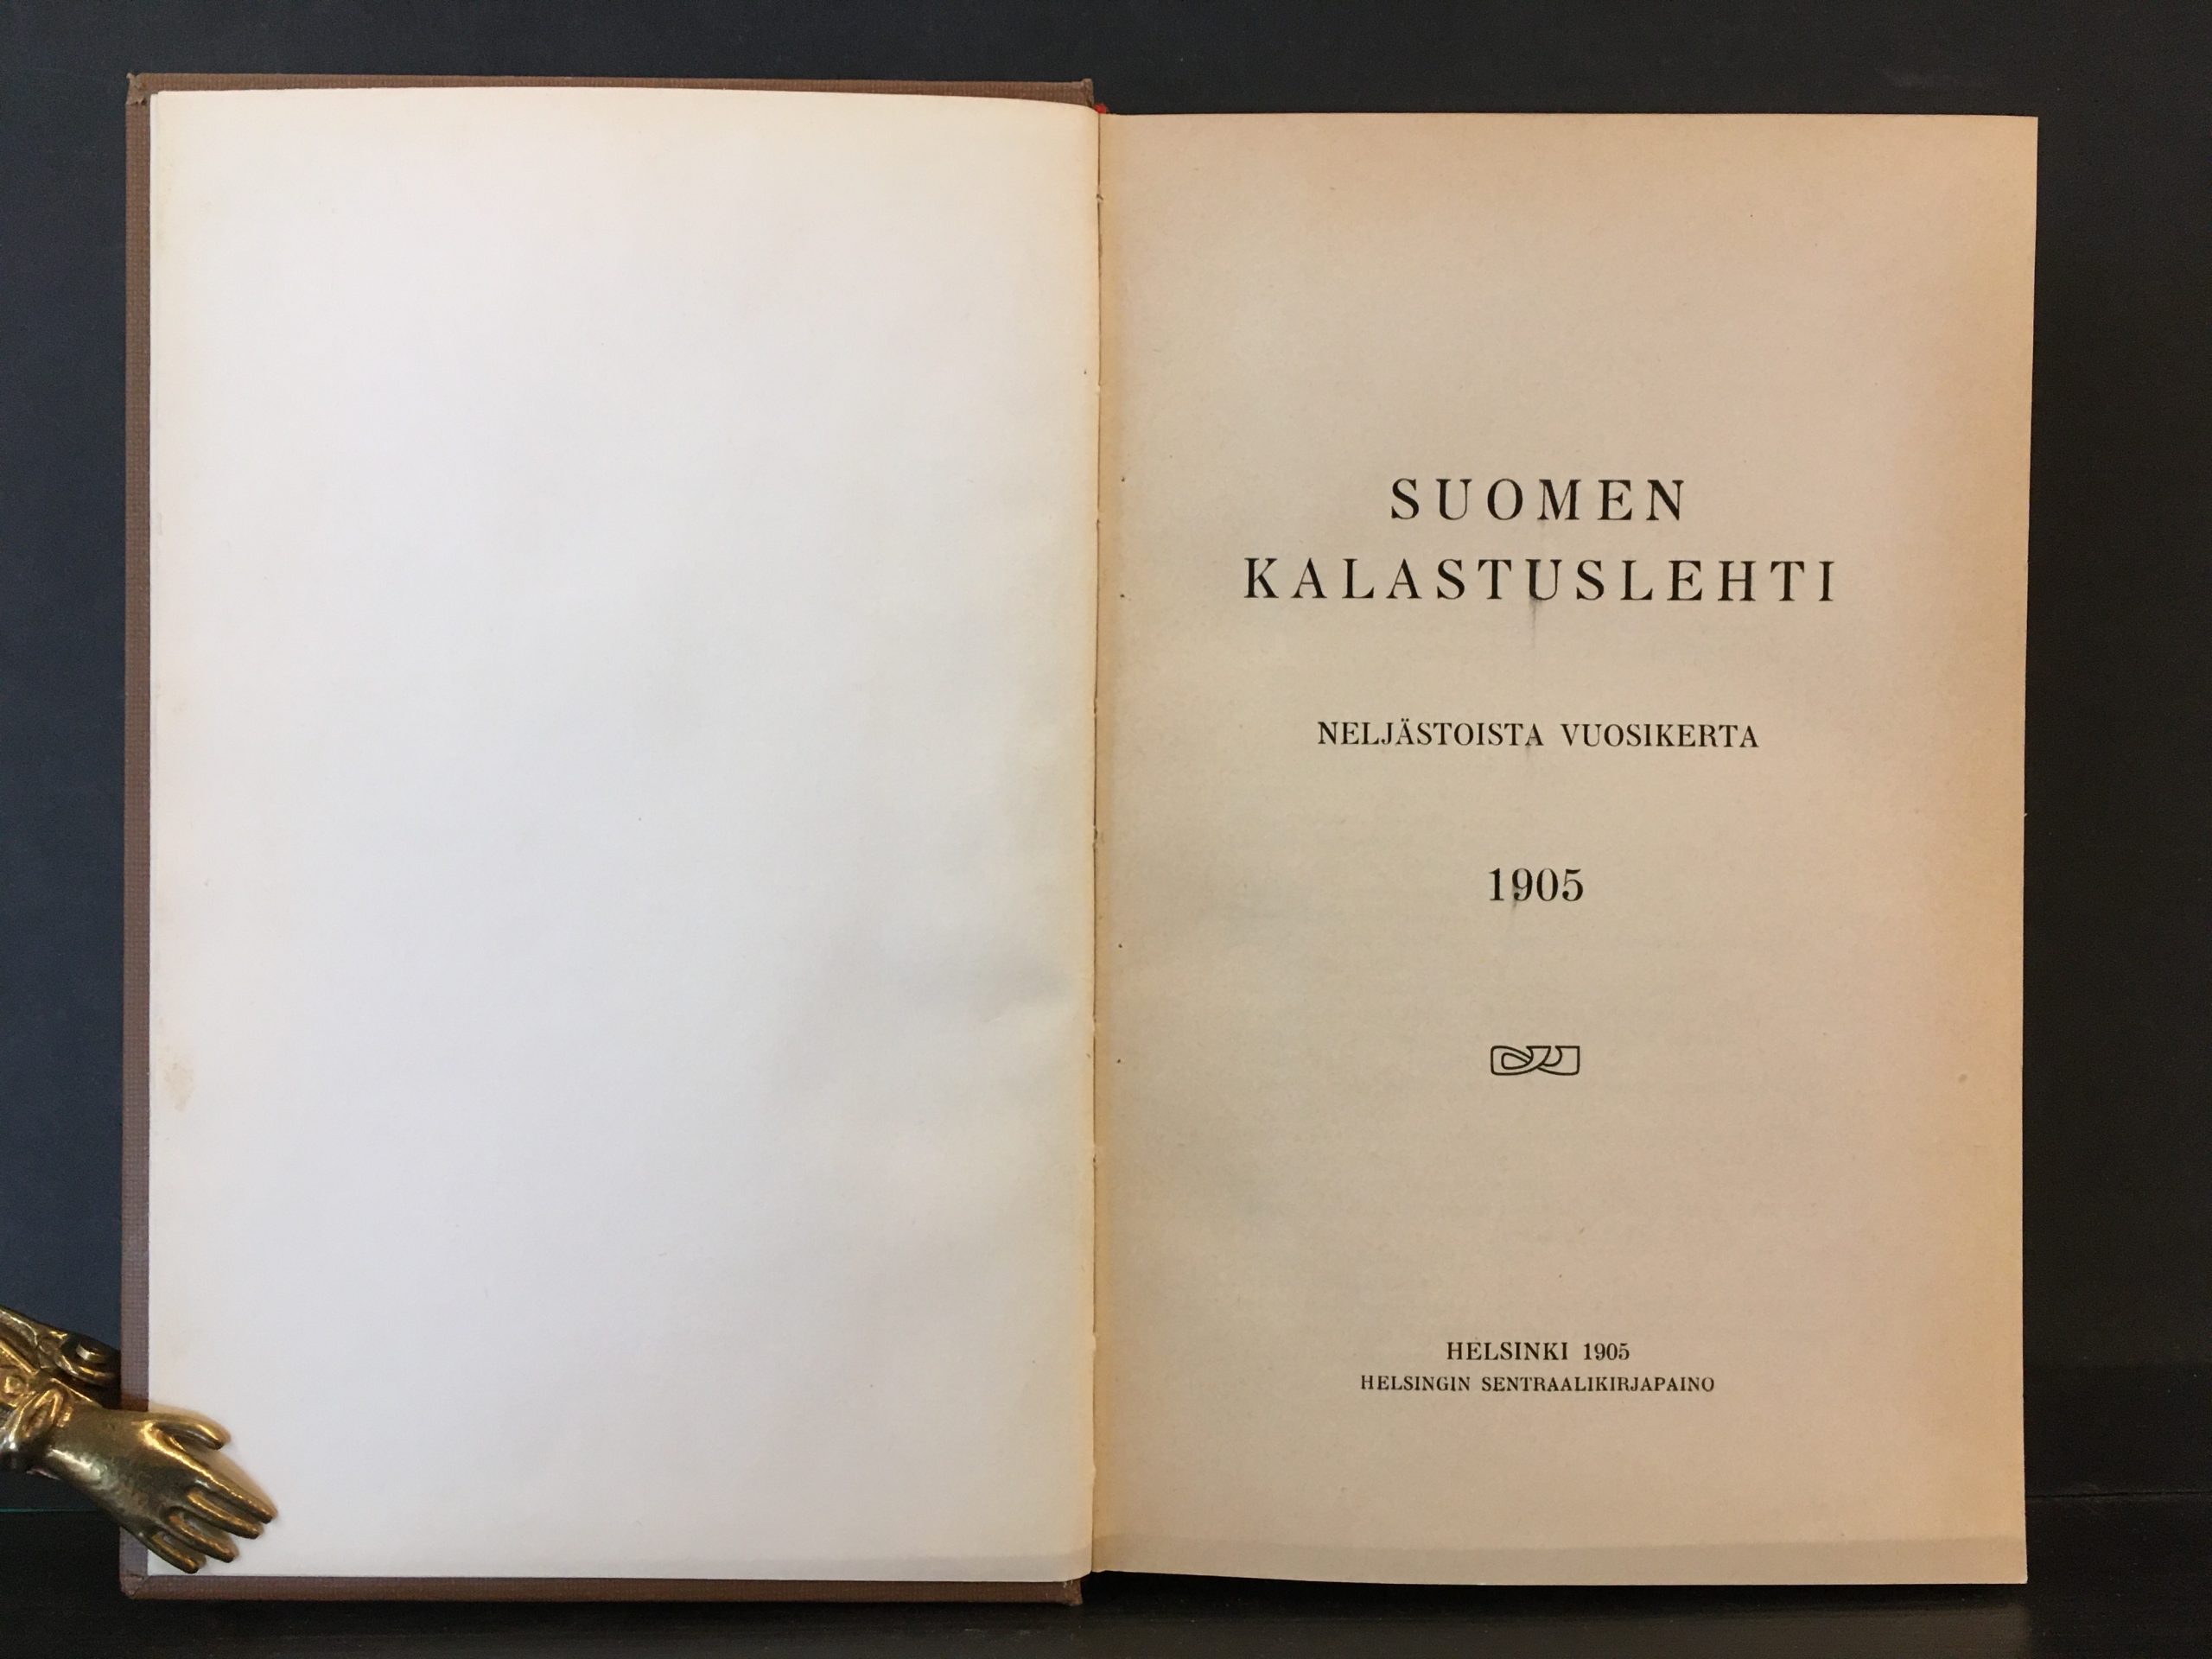 SUOMEN
KALASTUSLEHTI
NELJÄSTOISTA VUOSIKERTA
1905
HELSINKI 1905
HELSINGIN SENTRAALIKIRJAPAINO